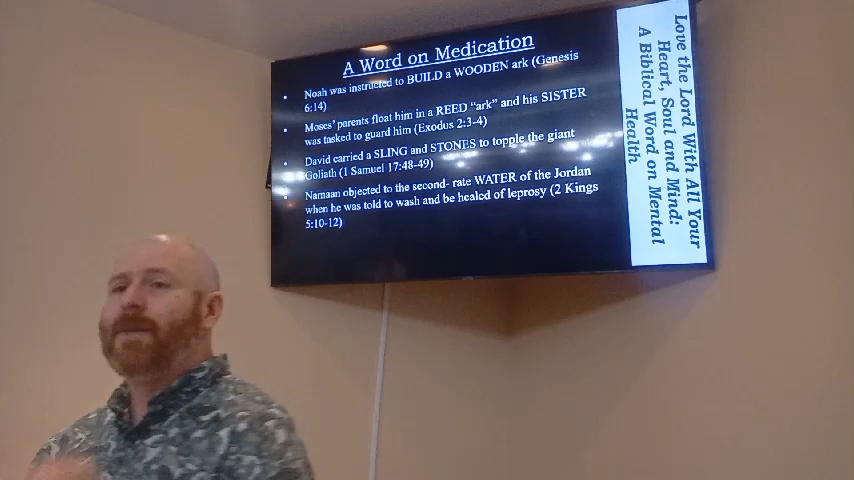 A Word on Medication
• Noah was instructed to BUILD a WOODEN ark (Genesis
6:14)
• Moses' parents float him in a REED "ark" and his SISTER
was tasked to guard him (Exodus 2:3-4)
• David carried a SLING and STONES to topple the giant
Goliath (1 Samuel 17:48-49)
• Namaan objected to the second- rate WATER of the Jordan
when he was told to wash and be healed of leprosy (2 Kings
5:10-12)
Love the Lord With All Your
Heart, Soul and Mind:
A Biblical Word on Mental
Health